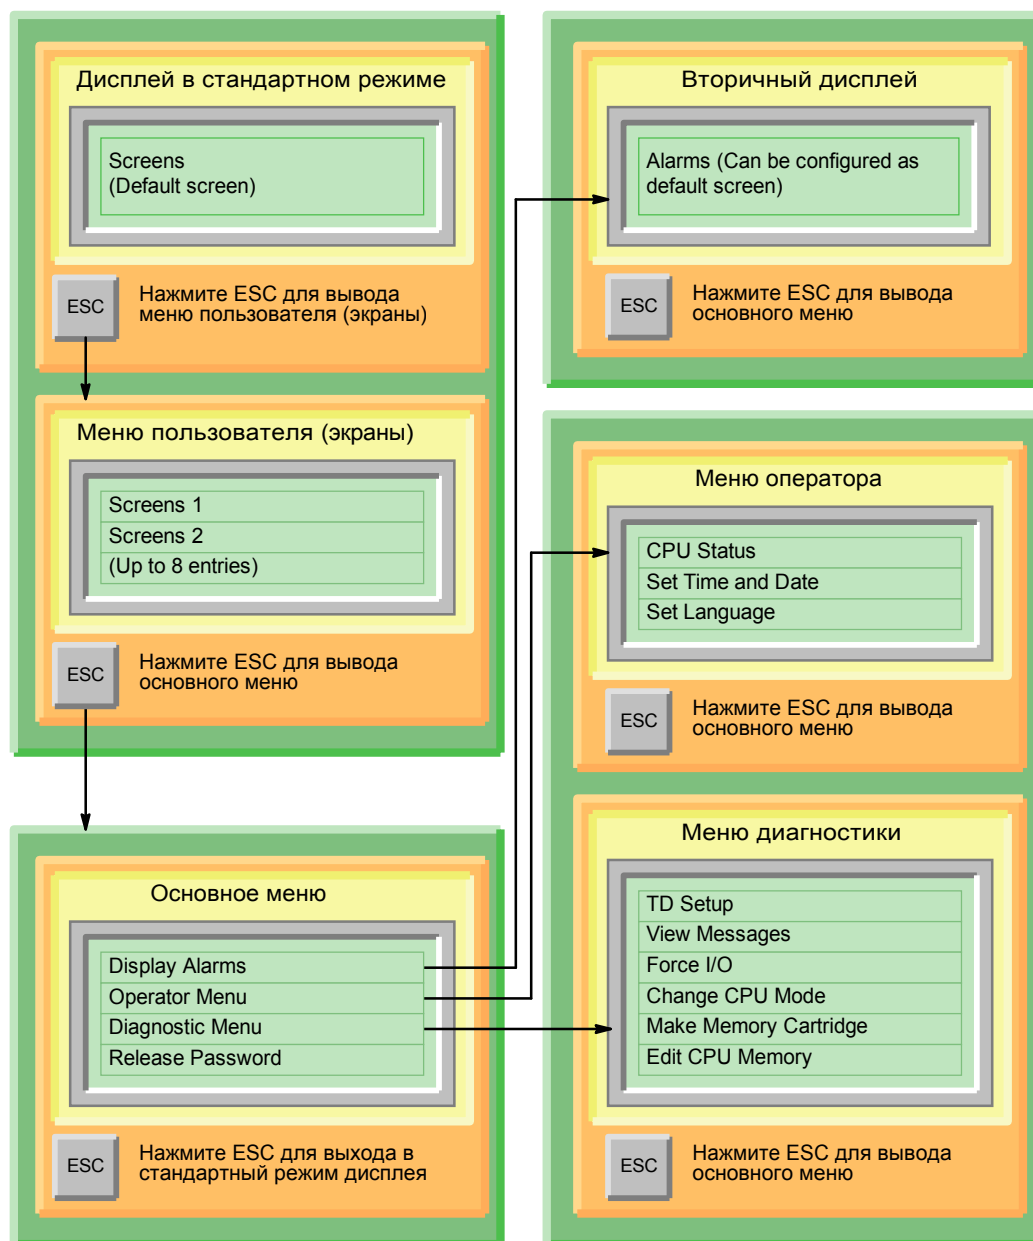 Дисплей в стандартном режиме
Screens
(Default screen)
ESC
Нажмите ESC для вывода
меню пользователя (экраны)
Меню пользователя (экраны)
Screens 1
Screens 2
(Up to 8 entries)
ESC
Нажмите ESC для вывода
основного меню
Основное меню
Display Alarms
Operator Menu
Diagnostic Menu
Release Password
ESC
Нажмите ESC для выхода в
стандартный режим дисплея
Вторичный дисплей
Alarms (Can be configured as
default screen)
ESC
Нажмите ESC для вывода
основного меню
Меню оператора
CPU Status
Set Time and Date
Set Language
ESC
Нажмите ESC для вывода
основного меню
Меню диагностики
TD Setup
View Messages
Force I/O
Change CPU Mode
Make Memory Cartridge
Edit CPU Memory
ESC
Нажмите ESC для вывода
основного меню